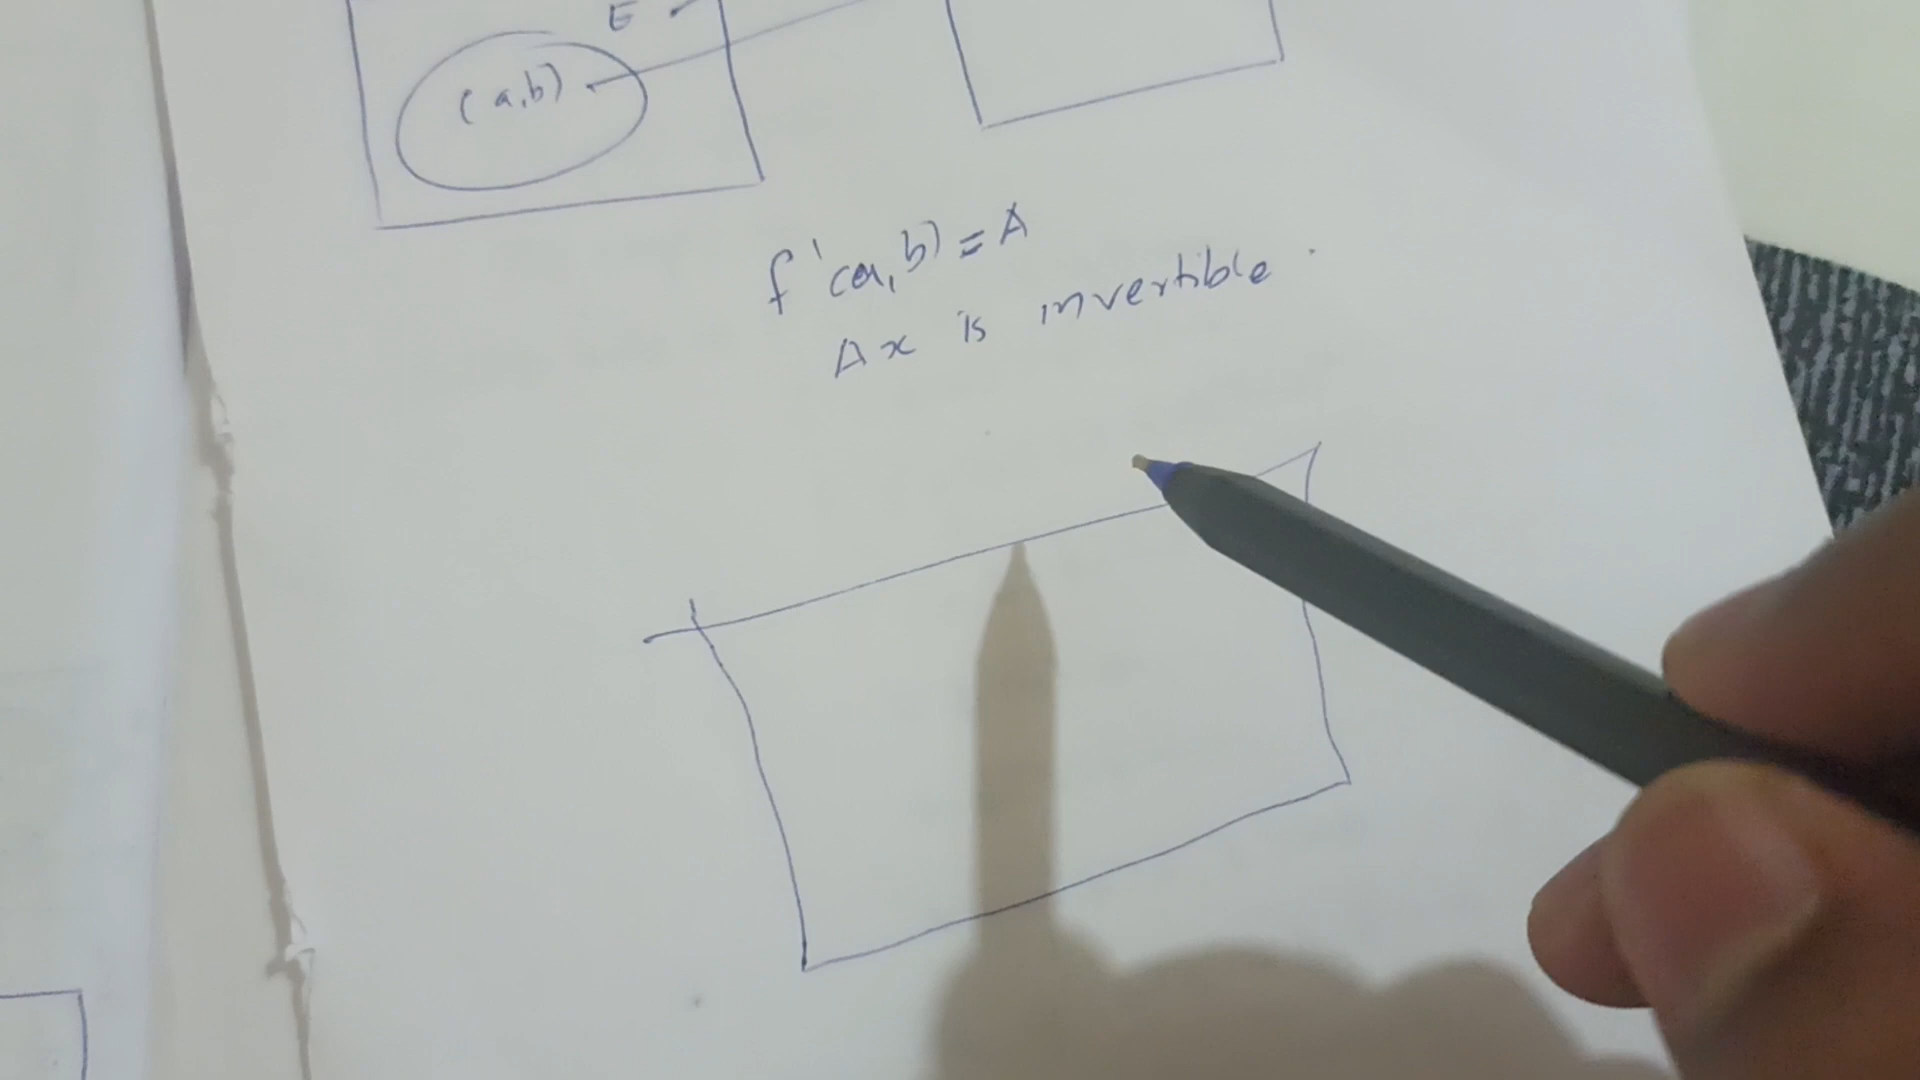 E
(a,b)
f'(a,b) = A
Ax is invertible.